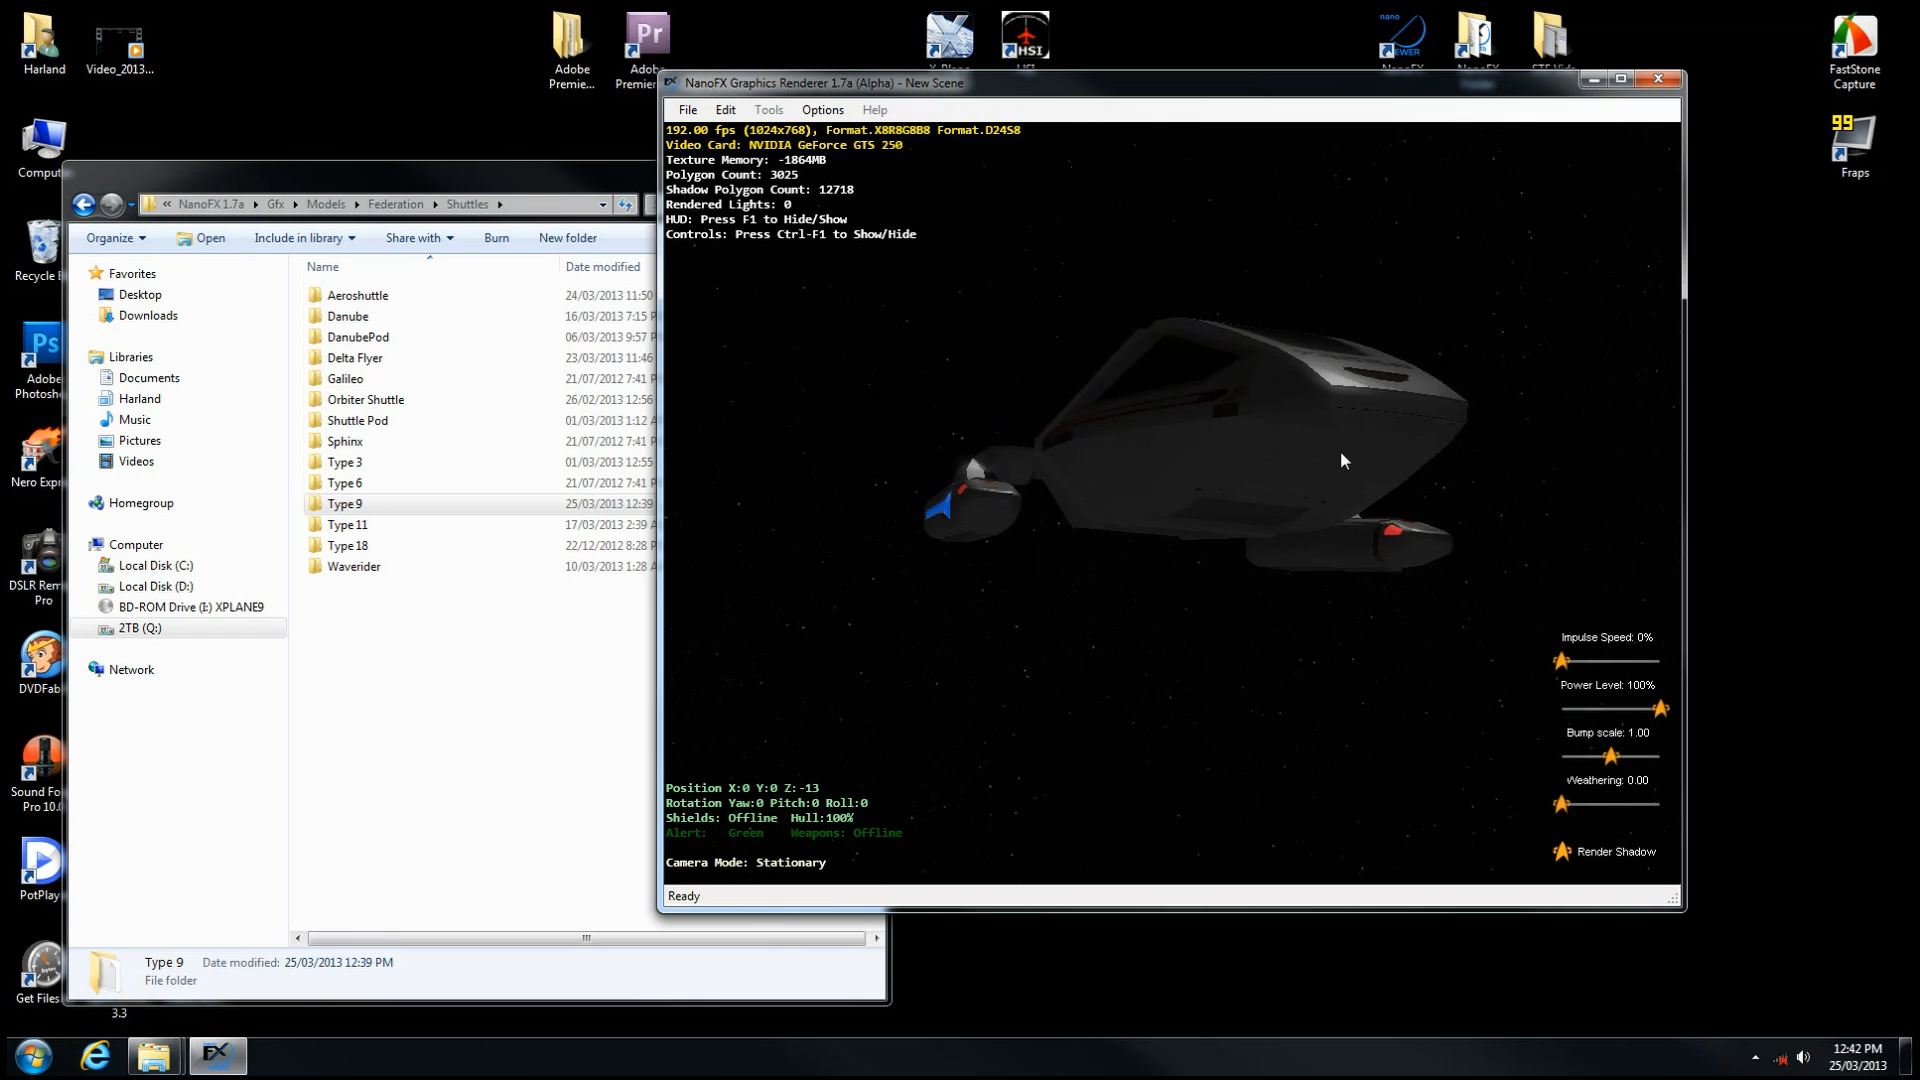 Harland
Video_2013...
Adobe
Premie...
Adobe
Premier
HSI
Pr
nano
FastStone
Capture
99
Fraps
Comput
Recycle
Ps
Adobe
Photosho
Nero Expr
DSLR Rem
Pro
DVDFab
Sound Fo
Pro 10.0
PotPlaye
Get Files
3.3
« NanoFX 1.7a Gfx Models Federation Shuttles
Organize Open Include in library Share with Burn New folder
Favorites
Desktop
Downloads
Libraries
Documents
Harland
Music
Pictures
Videos
Homegroup
Computer
Local Disk (C:)
Local Disk (D:)
BD-ROM Drive (I:) XPLANE9
2TB (Q:)
Network
Name Date modified
Aeroshuttle 24/03/2013 11:50
Danube 16/03/2013 7:15 P
DanubePod 06/03/2013 9:57 P
Delta Flyer 23/03/2013 11:46
Galileo 21/07/2012 7:41 P
Orbiter Shuttle 26/02/2013 12:56
Shuttle Pod 01/03/2013 1:12 A
Sphinx 21/07/2012 7:41 P
Type 3 01/03/2013 12:55
Type 6 21/07/2012 7:41 P
Type 9 25/03/2013 12:39
Type 11 17/03/2013 2:39 A
Type 18 22/12/2012 8:28 P
Waverider 10/03/2013 1:28 A
Type 9 Date modified: 25/03/2013 12:39 PM
File folder
FX NanoFX Graphics Renderer 1.7a (Alpha) - New Scene
File Edit Tools Options Help
192.00 fps (1024x768), Format.X8R8G8B8 Format.D24S8
Video Card: NVIDIA GeForce GTS 250
Texture Memory: -1864MB
Polygon Count: 3025
Shadow Polygon Count: 12718
Rendered Lights: 0
HUD: Press F1 to Hide/Show
Controls: Press Ctrl-F1 to Show/Hide
Impulse Speed: 0%
Power Level: 100%
Bump scale: 1.00
Weathering: 0.00
Render Shadow
Position X:0 Y:0 Z:-13
Rotation Yaw:0 Pitch:0 Roll:0
Shields: Offline Hull:100%
Alert: Green Weapons: Offline
Camera Mode: Stationary
Ready
FX
12:42 PM
25/03/2013